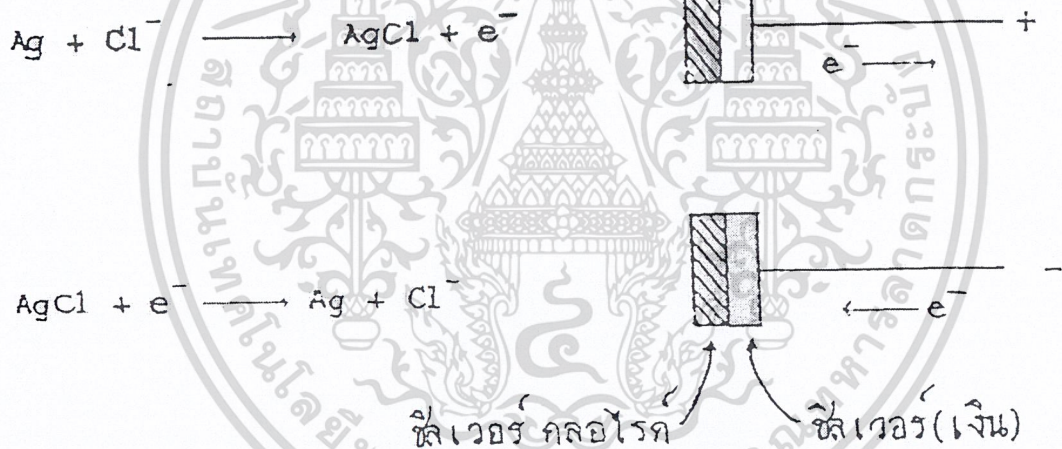 Ag + Cl⁻ ⟶ AgCl + e⁻
+
e⁻ ⟶
AgCl + e⁻ ⟶ Ag + Cl⁻
−
⟵ e⁻
ซิลเวอร์ คลอไรด์
ซิลเวอร์(เงิน)